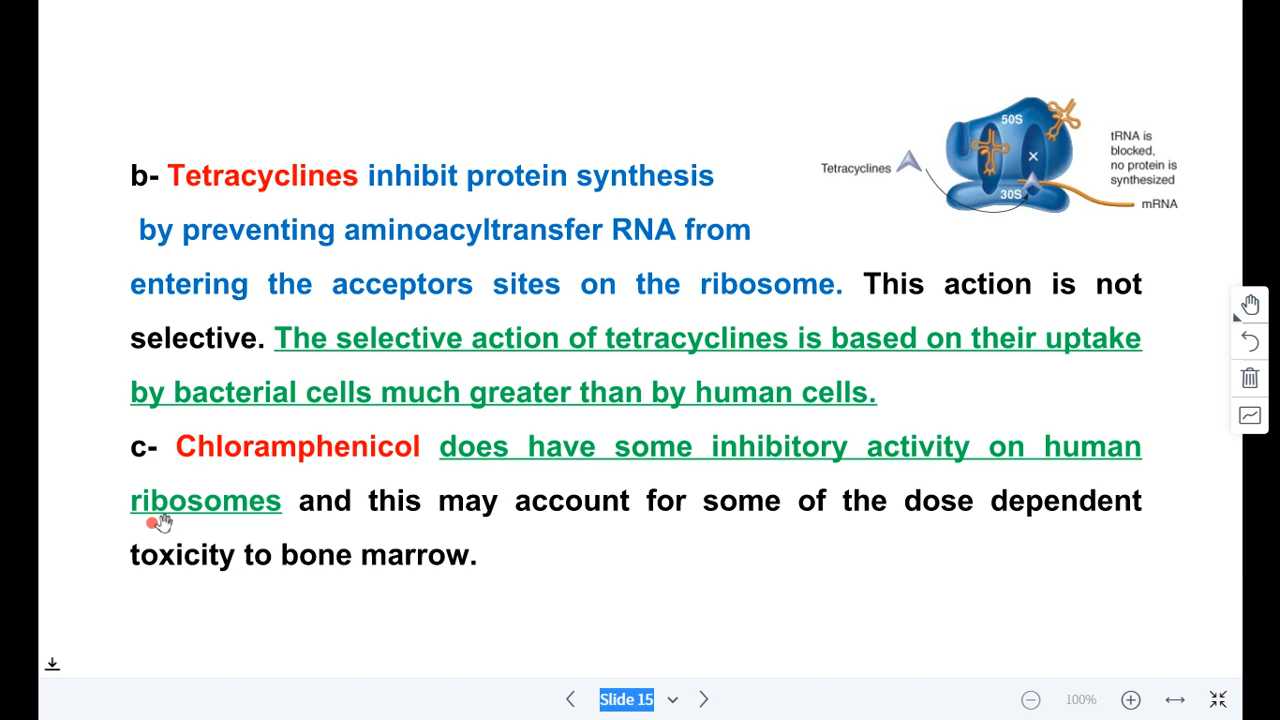 50S
tRNA is
blocked,
no protein is
synthesized
Tetracyclines
30S
mRNA
b- Tetracyclines inhibit protein synthesis
by preventing aminoacyltransfer RNA from
entering the acceptors sites on the ribosome. This action is not
selective. The selective action of tetracyclines is based on their uptake
by bacterial cells much greater than by human cells.
c- Chloramphenicol does have some inhibitory activity on human
ribosomes and this may account for some of the dose dependent
toxicity to bone marrow.
Slide 15
100%